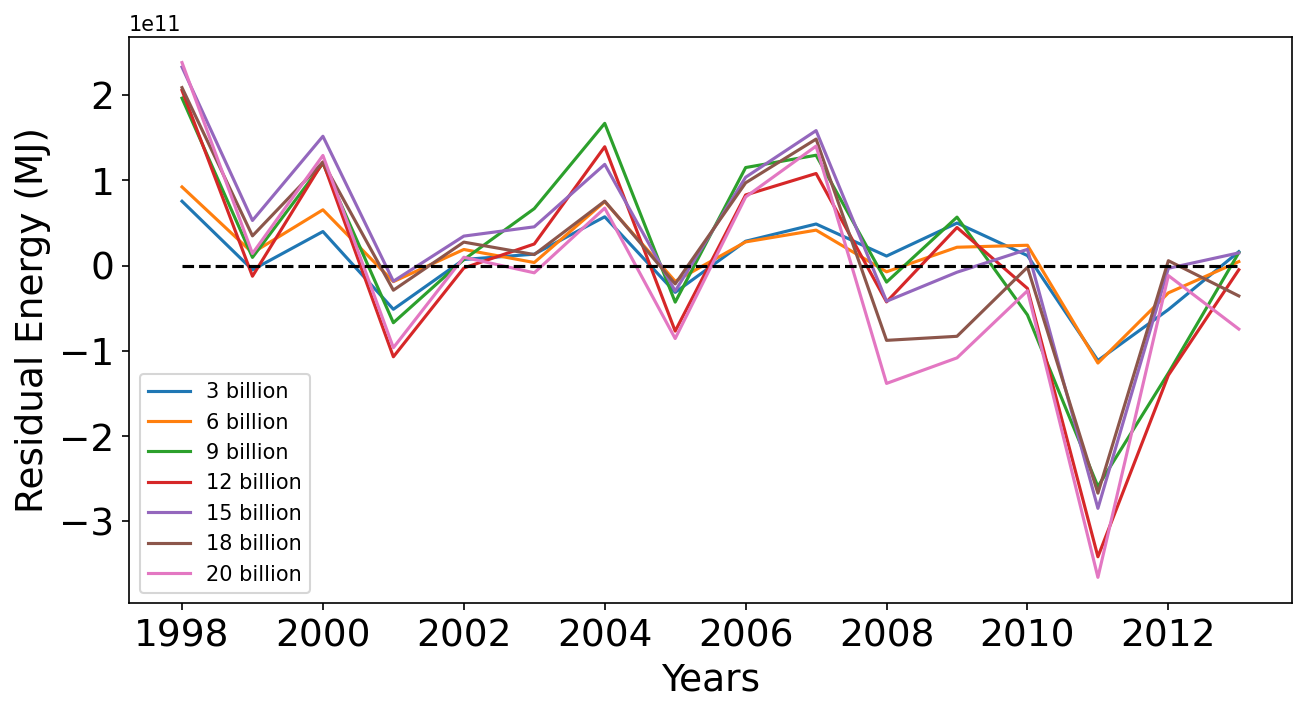 1e11
Residual Energy (MJ)
2
1
0
−1
−2
−3
3 billion
6 billion
9 billion
12 billion
15 billion
18 billion
20 billion
1998 2000 2002 2004 2006 2008 2010 2012
Years